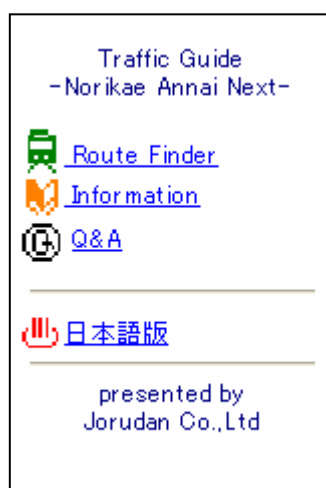 Traffic Guide
-Norikae Annai Next-
Route Finder
Information
Q&A
日本語版
presented by
Jorudan Co.,Ltd